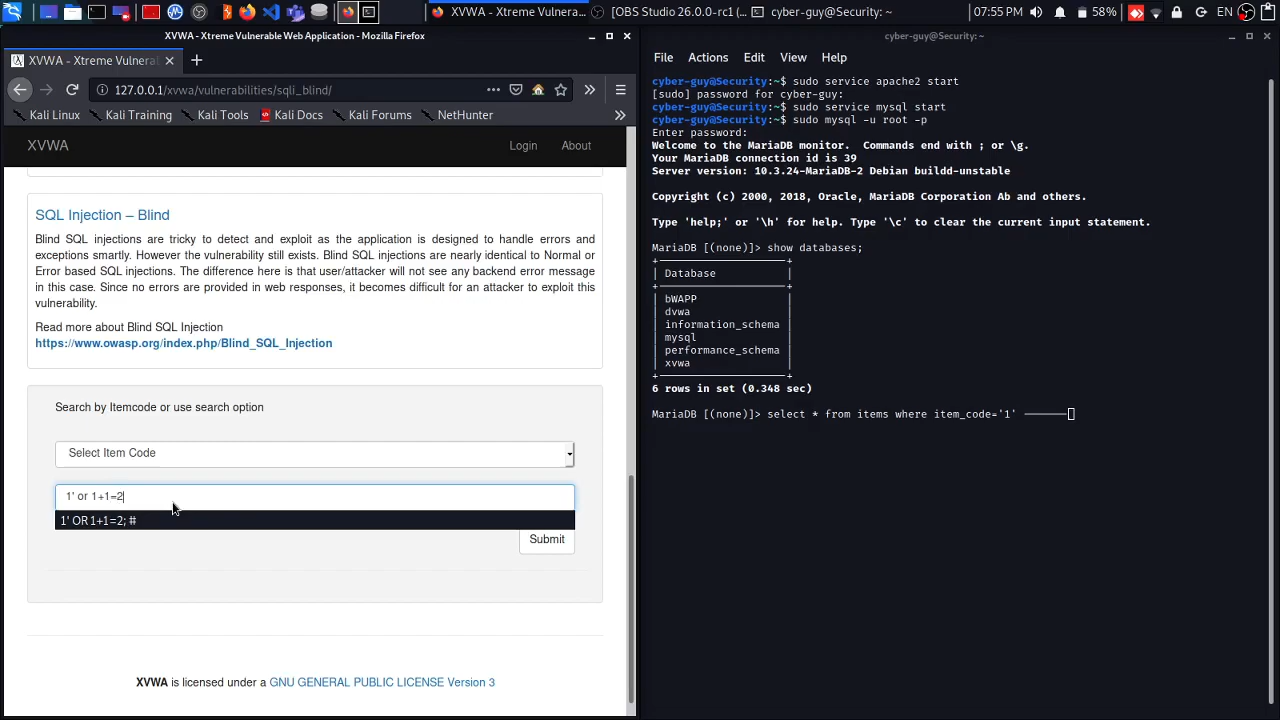 XVWA - Xtreme Vulnera...
[OBS Studio 26.0.0-rc1 (...
cyber-guy@Security: ~
07:55 PM
58%
EN
XVWA - Xtreme Vulnerable Web Application - Mozilla Firefox
XVWA - Xtreme Vulnerab
127.0.0.1/xvwa/vulnerabilities/sqli_blind/
Kali Linux
Kali Training
Kali Tools
Kali Docs
Kali Forums
NetHunter
XVWA
Login
About
SQL Injection – Blind
Blind SQL injections are tricky to detect and exploit as the application is designed to handle errors and
exceptions smartly. However the vulnerability still exists. Blind SQL injections are nearly identical to Normal or
Error based SQL injections. The difference here is that user/attacker will not see any backend error message
in this case. Since no errors are provided in web responses, it becomes difficult for an attacker to exploit this
vulnerability.
Read more about Blind SQL Injection
https://www.owasp.org/index.php/Blind_SQL_Injection
Search by Itemcode or use search option
Select Item Code
1' or 1+1=2
1' OR 1+1=2; #
Submit
XVWA is licensed under a GNU GENERAL PUBLIC LICENSE Version 3
cyber-guy@Security:~
File Actions Edit View Help
cyber-guy@Security:~$ sudo service apache2 start
[sudo] password for cyber-guy:
cyber-guy@Security:~$ sudo service mysql start
cyber-guy@Security:~$ sudo mysql -u root -p
Enter password:
Welcome to the MariaDB monitor.  Commands end with ; or \g.
Your MariaDB connection id is 39
Server version: 10.3.24-MariaDB-2 Debian buildd-unstable
Copyright (c) 2000, 2018, Oracle, MariaDB Corporation Ab and others.
Type 'help;' or '\h' for help. Type '\c' to clear the current input statement.
MariaDB [(none)]> show databases;
+--------------------+
| Database           |
+--------------------+
| bWAPP              |
| dvwa               |
| information_schema |
| mysql              |
| performance_schema |
| xvwa               |
+--------------------+
6 rows in set (0.348 sec)
MariaDB [(none)]> select * from items where item_code='1' -------